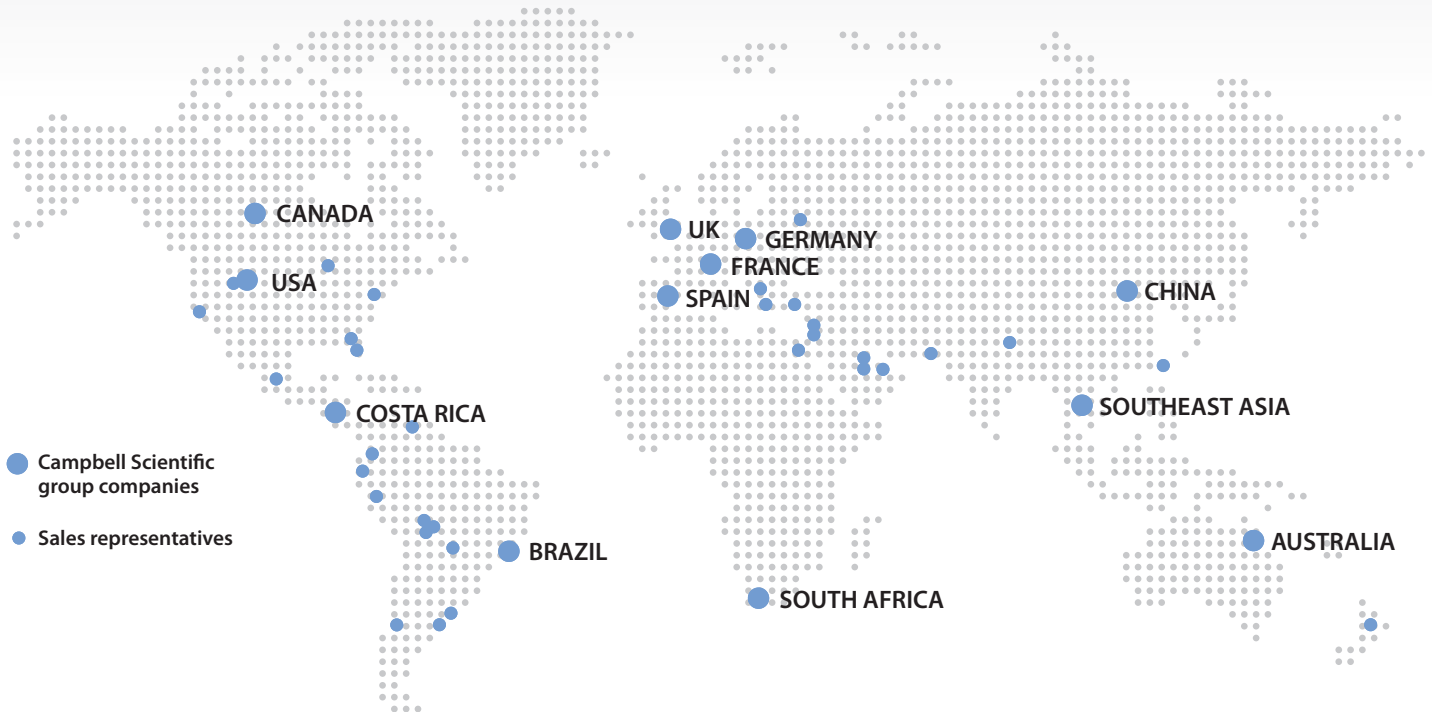 CANADA
UK
GERMANY
FRANCE
USA
SPAIN
CHINA
COSTA RICA
SOUTHEAST ASIA
Campbell Scientific
group companies
Sales representatives
BRAZIL
AUSTRALIA
SOUTH AFRICA